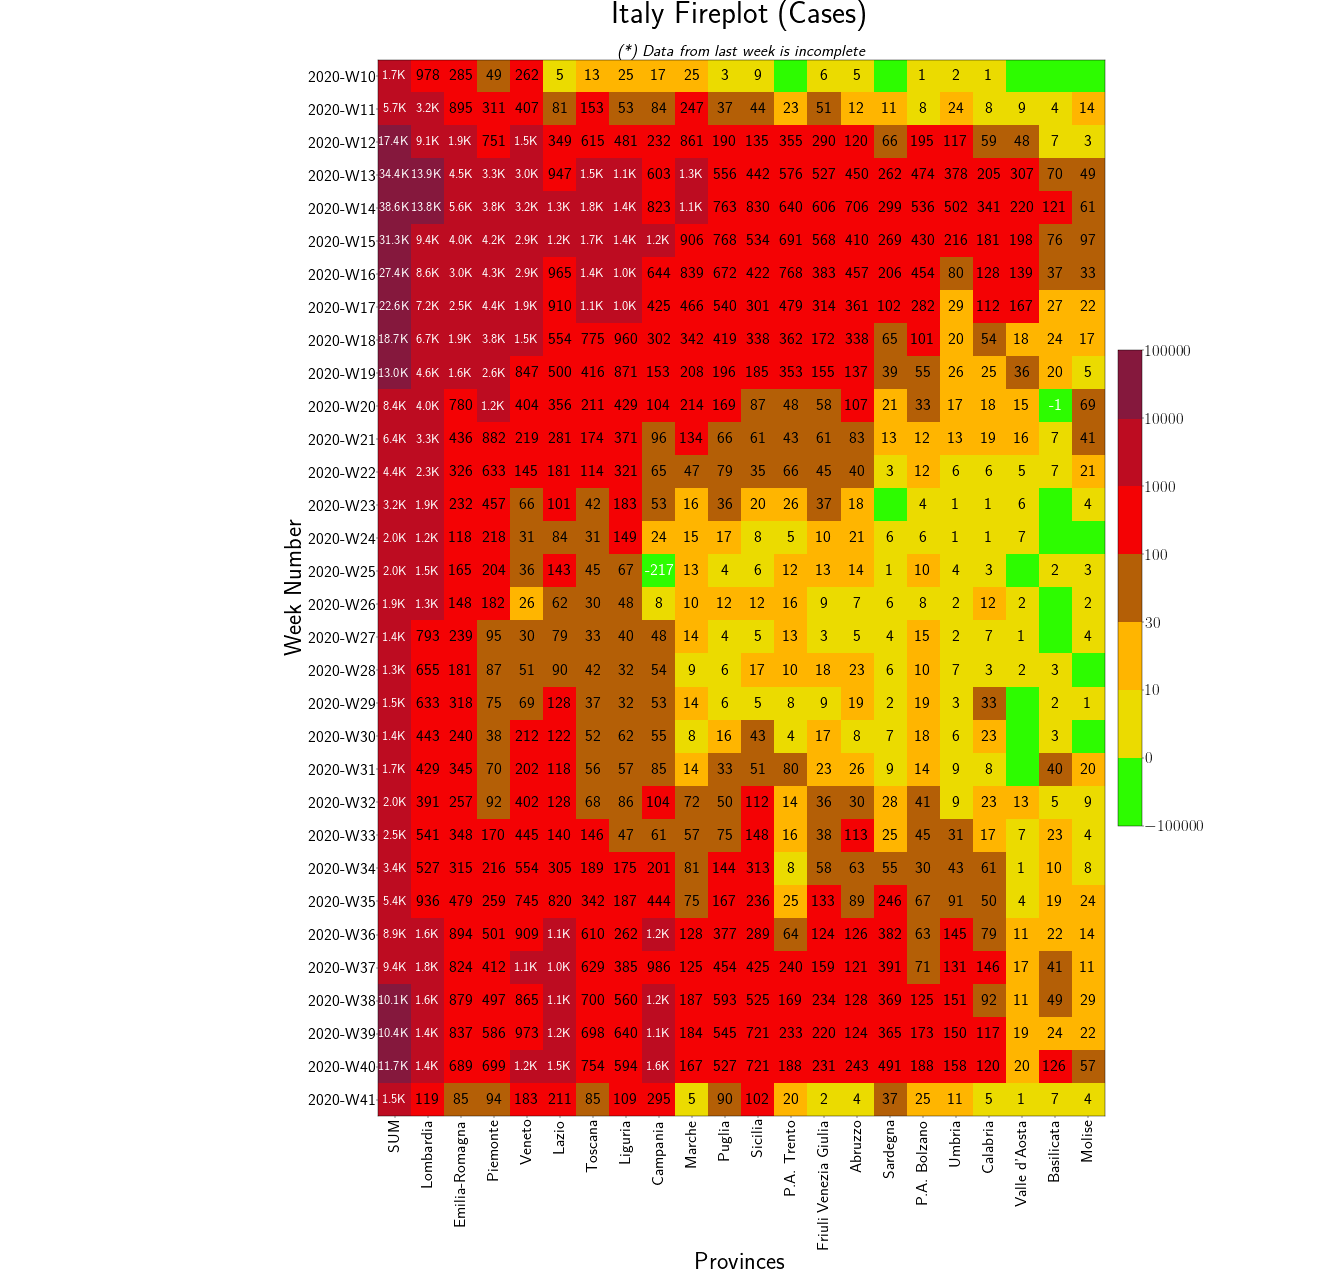 Italy Fireplot (Cases)
(*) Data from last week is incomplete
2020-W10 1.7K 978 285 49 262 5 13 25 17 25 3 9 6 5 1 2 1
2020-W11 5.7K 3.2K 895 311 407 81 153 53 84 247 37 44 23 51 12 11 8 24 8 9 4 14
2020-W12 17.4K 9.1K 1.9K 751 1.5K 349 615 481 232 861 190 135 355 290 120 66 195 117 59 48 7 3
2020-W13 34.4K 13.9K 4.5K 3.3K 3.0K 947 1.5K 1.1K 603 1.3K 556 442 576 527 450 262 474 378 205 307 70 49
2020-W14 38.6K 13.8K 5.6K 3.8K 3.2K 1.3K 1.8K 1.4K 823 1.1K 763 830 640 606 706 299 536 502 341 220 121 61
2020-W15 31.3K 9.4K 4.0K 4.2K 2.9K 1.2K 1.7K 1.4K 1.2K 906 768 534 691 568 410 269 430 216 181 198 76 97
2020-W16 27.4K 8.6K 3.0K 4.3K 2.9K 965 1.4K 1.0K 644 839 672 422 768 383 457 206 454 80 128 139 37 33
2020-W17 22.6K 7.2K 2.5K 4.4K 1.9K 910 1.1K 1.0K 425 466 540 301 479 314 361 102 282 29 112 167 27 22
2020-W18 18.7K 6.7K 1.9K 3.8K 1.5K 554 775 960 302 342 419 338 362 172 338 65 101 20 54 18 24 17
2020-W19 13.0K 4.6K 1.6K 2.6K 847 500 416 871 153 208 196 185 353 155 137 39 55 26 25 36 20 5
2020-W20 8.4K 4.0K 780 1.2K 404 356 211 429 104 214 169 87 48 58 107 21 33 17 18 15 -1 69
2020-W21 6.4K 3.3K 436 882 219 281 174 371 96 134 66 61 43 61 83 13 12 13 19 16 7 41
2020-W22 4.4K 2.3K 326 633 145 181 114 321 65 47 79 35 66 45 40 3 12 6 6 5 7 21
2020-W23 3.2K 1.9K 232 457 66 101 42 183 53 16 36 20 26 37 18 4 1 1 6 4
2020-W24 2.0K 1.2K 118 218 31 84 31 149 24 15 17 8 5 10 21 6 6 1 1 7
2020-W25 2.0K 1.5K 165 204 36 143 45 67 -217 13 4 6 12 13 14 1 10 4 3 2 3
2020-W26 1.9K 1.3K 148 182 26 62 30 48 8 10 12 12 16 9 7 6 8 2 12 2 2
2020-W27 1.4K 793 239 95 30 79 33 40 48 14 4 5 13 3 5 4 15 2 7 1 4
2020-W28 1.3K 655 181 87 51 90 42 32 54 9 6 17 10 18 23 6 10 7 3 2 3
2020-W29 1.5K 633 318 75 69 128 37 32 53 14 6 5 8 9 19 2 19 3 33 2 1
2020-W30 1.4K 443 240 38 212 122 52 62 55 8 16 43 4 17 8 7 18 6 23 3
2020-W31 1.7K 429 345 70 202 118 56 57 85 14 33 51 80 23 26 9 14 9 8 40 20
2020-W32 2.0K 391 257 92 402 128 68 86 104 72 50 112 14 36 30 28 41 9 23 13 5 9
2020-W33 2.5K 541 348 170 445 140 146 47 61 57 75 148 16 38 113 25 45 31 17 7 23 4
2020-W34 3.4K 527 315 216 554 305 189 175 201 81 144 313 8 58 63 55 30 43 61 1 10 8
2020-W35 5.4K 936 479 259 745 820 342 187 444 75 167 236 25 133 89 246 67 91 50 4 19 24
2020-W36 8.9K 1.6K 894 501 909 1.1K 610 262 1.2K 128 377 289 64 124 126 382 63 145 79 11 22 14
2020-W37 9.4K 1.8K 824 412 1.1K 1.0K 629 385 986 125 454 425 240 159 121 391 71 131 146 17 41 11
2020-W38 10.1K 1.6K 879 497 865 1.1K 700 560 1.2K 187 593 525 169 234 128 369 125 151 92 11 49 29
2020-W39 10.4K 1.4K 837 586 973 1.2K 698 640 1.1K 184 545 721 233 220 124 365 173 150 117 19 24 22
2020-W40 11.7K 1.4K 689 699 1.2K 1.5K 754 594 1.6K 167 527 721 188 231 243 491 188 158 120 20 126 57
2020-W41 1.5K 119 85 94 183 211 85 109 295 5 90 102 20 2 4 37 25 11 5 1 7 4
Week Number
SUM
Lombardia
Emilia-Romagna
Piemonte
Veneto
Lazio
Toscana
Liguria
Campania
Marche
Puglia
Sicilia
P.A. Trento
Friuli Venezia Giulia
Abruzzo
Sardegna
P.A. Bolzano
Umbria
Calabria
Valle d'Aosta
Basilicata
Molise
Provinces
100000
10000
1000
100
30
10
0
−100000